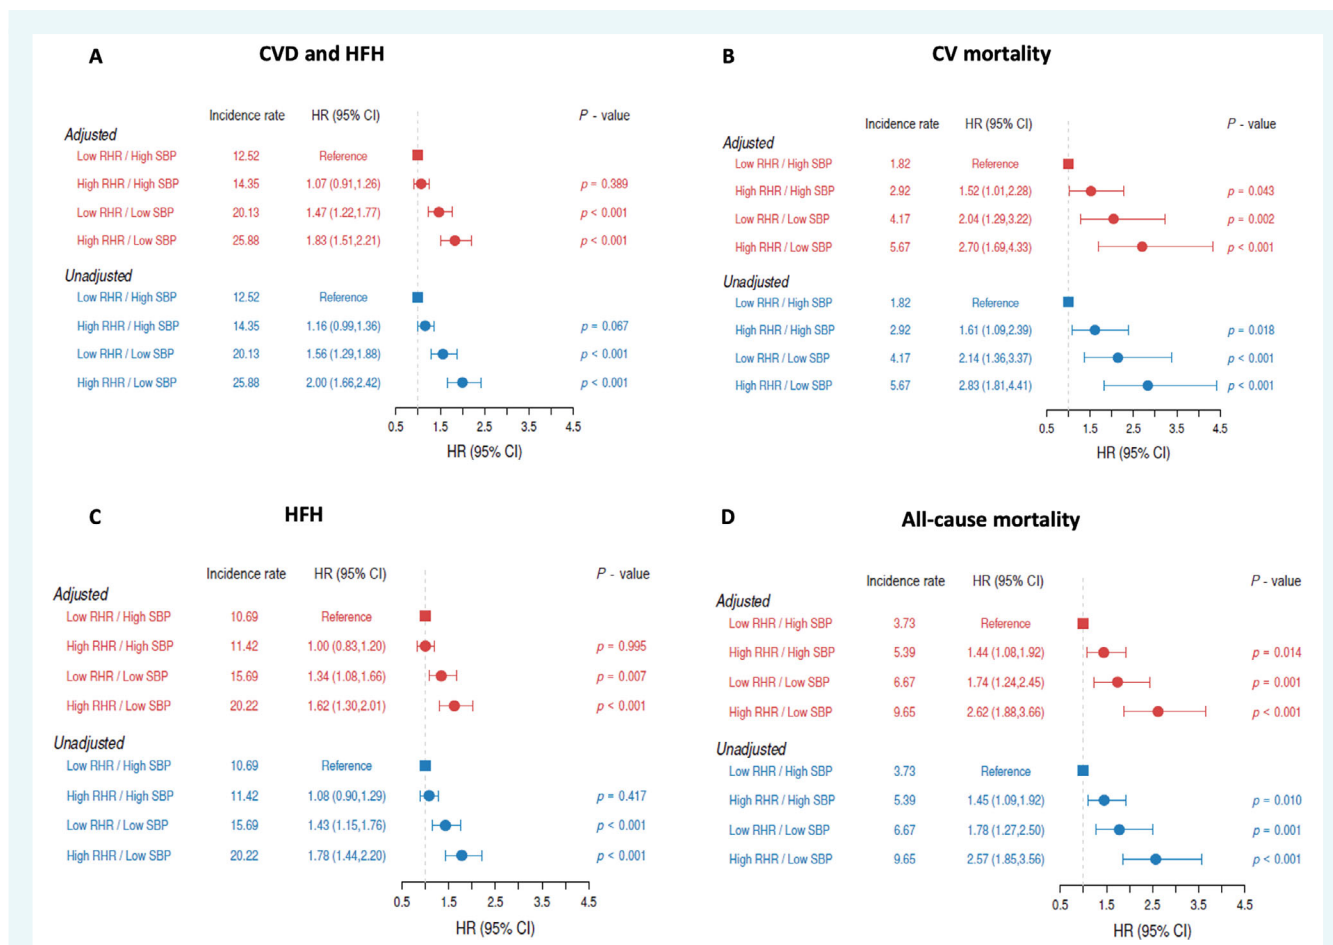 A CVD and HFH
Incidence rate HR (95% CI) P - value
Adjusted
Low RHR / High SBP 12.52 Reference
High RHR / High SBP 14.35 1.07 (0.91,1.26) p = 0.389
Low RHR / Low SBP 20.13 1.47 (1.22,1.77) p < 0.001
High RHR / Low SBP 25.88 1.83 (1.51,2.21) p < 0.001
Unadjusted
Low RHR / High SBP 12.52 Reference
High RHR / High SBP 14.35 1.16 (0.99,1.36) p = 0.067
Low RHR / Low SBP 20.13 1.56 (1.29,1.88) p < 0.001
High RHR / Low SBP 25.88 2.00 (1.66,2.42) p < 0.001
0.5 1.5 2.5 3.5 4.5
HR (95% CI)
B CV mortality
Incidence rate HR (95% CI) P - value
Adjusted
Low RHR / High SBP 1.82 Reference
High RHR / High SBP 2.92 1.52 (1.01,2.28) p = 0.043
Low RHR / Low SBP 4.17 2.04 (1.29,3.22) p = 0.002
High RHR / Low SBP 5.67 2.70 (1.69,4.33) p < 0.001
Unadjusted
Low RHR / High SBP 1.82 Reference
High RHR / High SBP 2.92 1.61 (1.09,2.39) p = 0.018
Low RHR / Low SBP 4.17 2.14 (1.36,3.37) p < 0.001
High RHR / Low SBP 5.67 2.83 (1.81,4.41) p < 0.001
0.5 1.5 2.5 3.5 4.5
HR (95% CI)
C HFH
Incidence rate HR (95% CI) P - value
Adjusted
Low RHR / High SBP 10.69 Reference
High RHR / High SBP 11.42 1.00 (0.83,1.20) p = 0.995
Low RHR / Low SBP 15.69 1.34 (1.08,1.66) p = 0.007
High RHR / Low SBP 20.22 1.62 (1.30,2.01) p < 0.001
Unadjusted
Low RHR / High SBP 10.69 Reference
High RHR / High SBP 11.42 1.08 (0.90,1.29) p = 0.417
Low RHR / Low SBP 15.69 1.43 (1.15,1.76) p < 0.001
High RHR / Low SBP 20.22 1.78 (1.44,2.20) p < 0.001
0.5 1.5 2.5 3.5 4.5
HR (95% CI)
D All-cause mortality
Incidence rate HR (95% CI) P - value
Adjusted
Low RHR / High SBP 3.73 Reference
High RHR / High SBP 5.39 1.44 (1.08,1.92) p = 0.014
Low RHR / Low SBP 6.67 1.74 (1.24,2.45) p = 0.001
High RHR / Low SBP 9.65 2.62 (1.88,3.66) p < 0.001
Unadjusted
Low RHR / High SBP 3.73 Reference
High RHR / High SBP 5.39 1.45 (1.09,1.92) p = 0.010
Low RHR / Low SBP 6.67 1.78 (1.27,2.50) p = 0.001
High RHR / Low SBP 9.65 2.57 (1.85,3.56) p < 0.001
0.5 1.5 2.5 3.5 4.5
HR (95% CI)